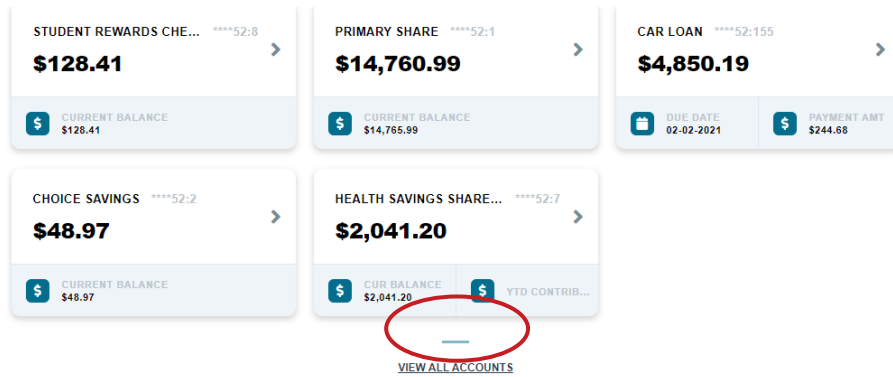 STUDENT REWARDS CHE... ****52:8
$128.41
$ CURRENT BALANCE
$128.41
PRIMARY SHARE ****52:1
$14,760.99
$ CURRENT BALANCE
$14,765.99
CAR LOAN ****52:155
$4,850.19
DUE DATE
02-02-2021
$ PAYMENT AMT
$244.68
CHOICE SAVINGS ****52:2
$48.97
$ CURRENT BALANCE
$48.97
HEALTH SAVINGS SHARE... ****52:7
$2,041.20
$ CUR BALANCE
$2,041.20
$ YTD CONTRIB...
VIEW ALL ACCOUNTS